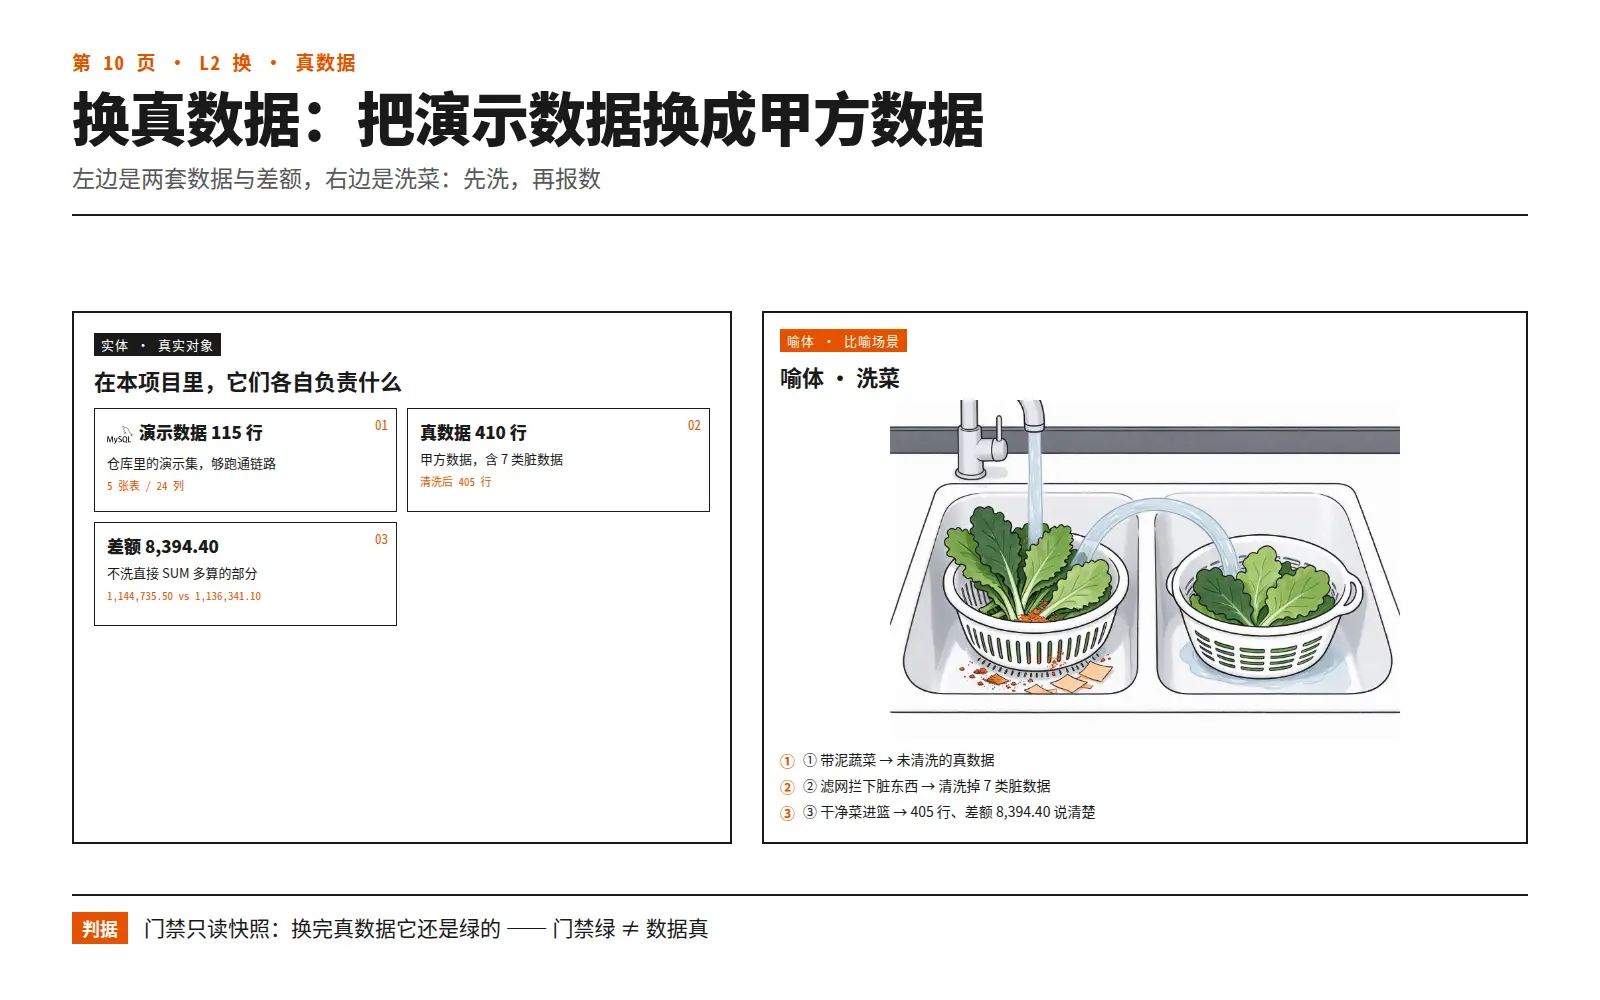 第 10 页 · L2 换 · 真数据
换真数据：把演示数据换成甲方数据
左边是两套数据与差额，右边是洗菜：先洗，再报数
实体 · 真实对象
在本项目里，它们各自负责什么
MySQL 演示数据 115 行
01
仓库里的演示集，够跑通链路
5 张表 / 24 列
真数据 410 行
02
甲方数据，含 7 类脏数据
清洗后 405 行
差额 8,394.40
03
不洗直接 SUM 多算的部分
1,144,735.50 vs 1,136,341.10
喻体 · 比喻场景
喻体 · 洗菜
① ① 带泥蔬菜 → 未清洗的真数据
② ② 滤网拦下脏东西 → 清洗掉 7 类脏数据
③ ③ 干净菜进篮 → 405 行、差额 8,394.40 说清楚
判据 门禁只读快照：换完真数据它还是绿的 —— 门禁绿 ≠ 数据真